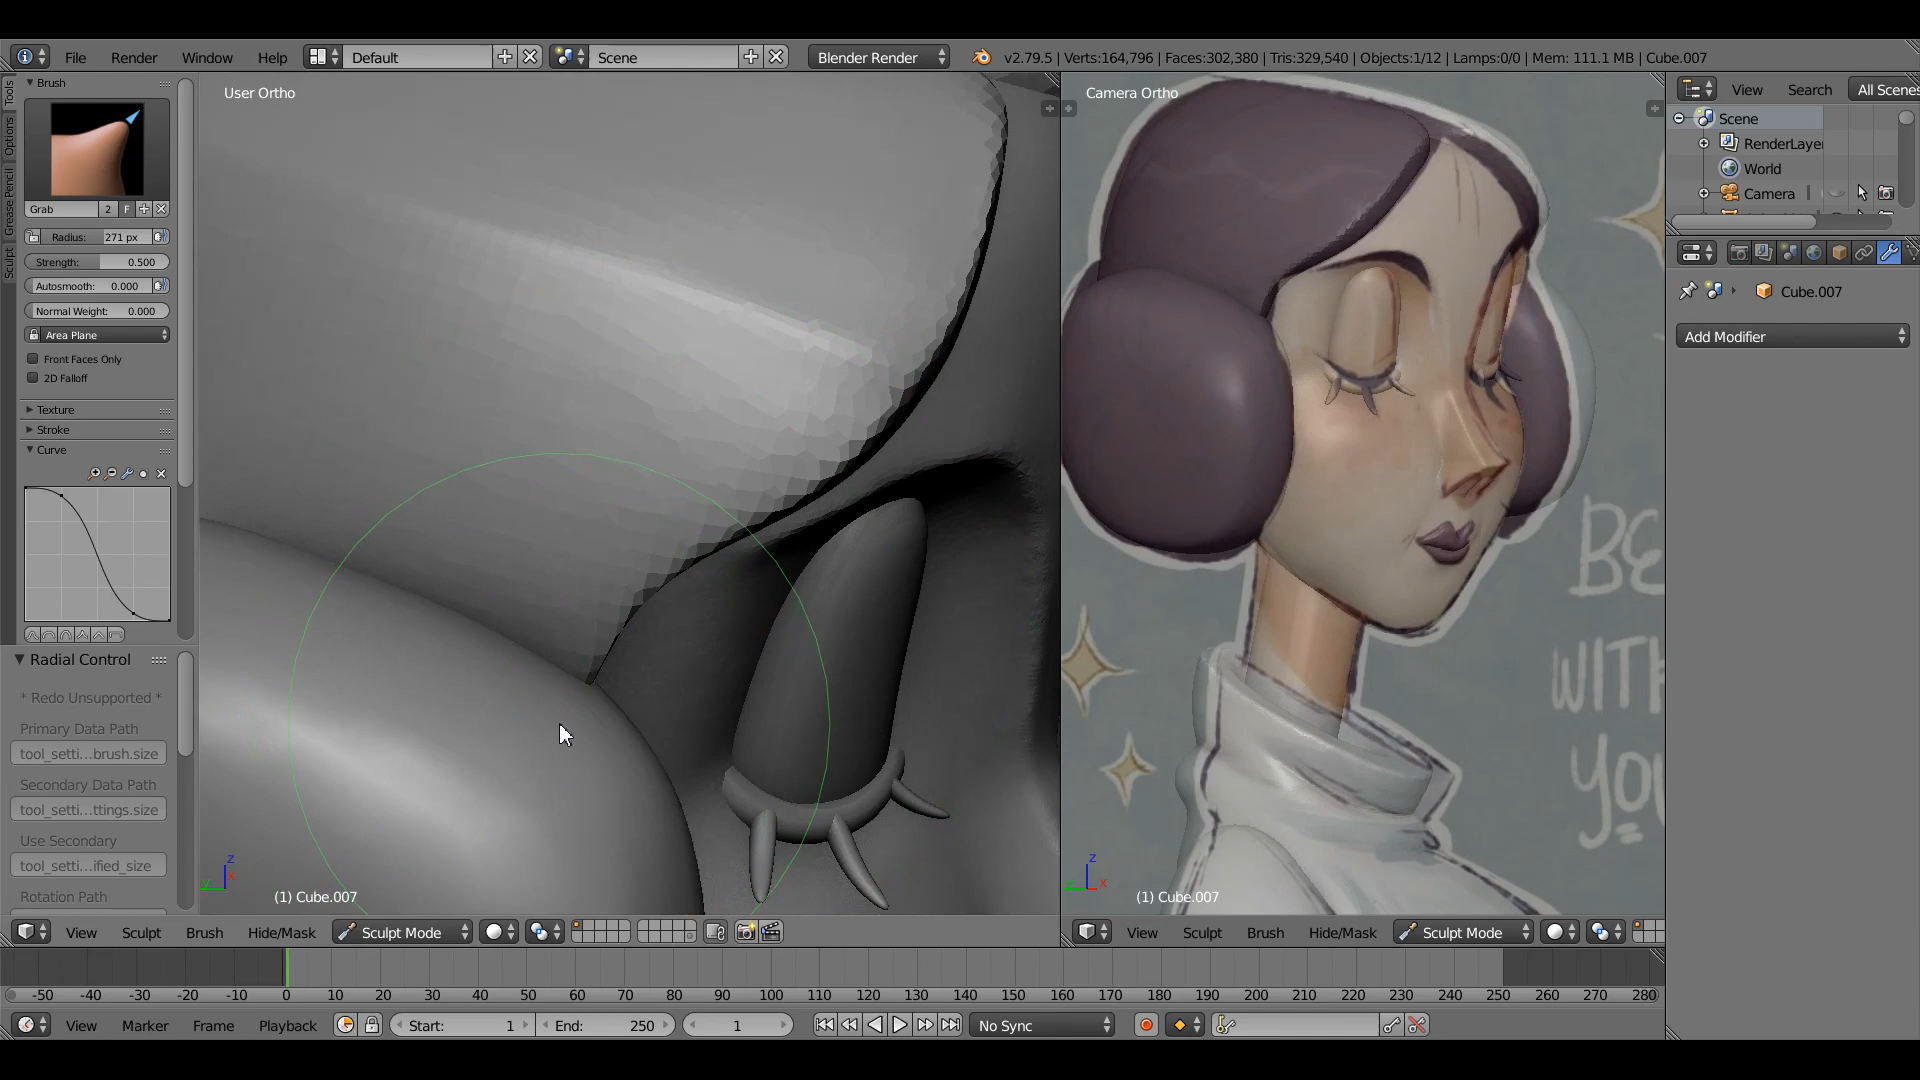 File Render Window Help Default Scene Blender Render v2.79.5 | Verts:164,796 | Faces:302,380 | Tris:329,540 | Objects:1/12 | Lamps:0/0 | Mem: 111.1 MB | Cube.007
Tools
Options
Grease Pencil
Sculpt
Brush
Grab 2 F
Radius: 271 px
Strength: 0.500
Autosmooth: 0.000
Normal Weight: 0.000
Area Plane
Front Faces Only
2D Falloff
Texture
Stroke
Curve
Radial Control
* Redo Unsupported *
Primary Data Path
tool_setti...brush.size
Secondary Data Path
tool_setti...ttings.size
Use Secondary
tool_setti...ified_size
Rotation Path
User Ortho
z
x
y
(1) Cube.007
View Sculpt Brush Hide/Mask Sculpt Mode
Camera Ortho
BE
WITH
YOU
z
x
(1) Cube.007
View Sculpt Brush Hide/Mask Sculpt Mode
View Search All Scenes
Scene
RenderLaye
World
Camera
Cube.007
Add Modifier
-50 -40 -30 -20 -10 0 10 20 30 40 50 60 70 80 90 100 110 120 130 140 150 160 170 180 190 200 210 220 230 240 250 260 270 280
View Marker Frame Playback Start: 1 End: 250 1 No Sync